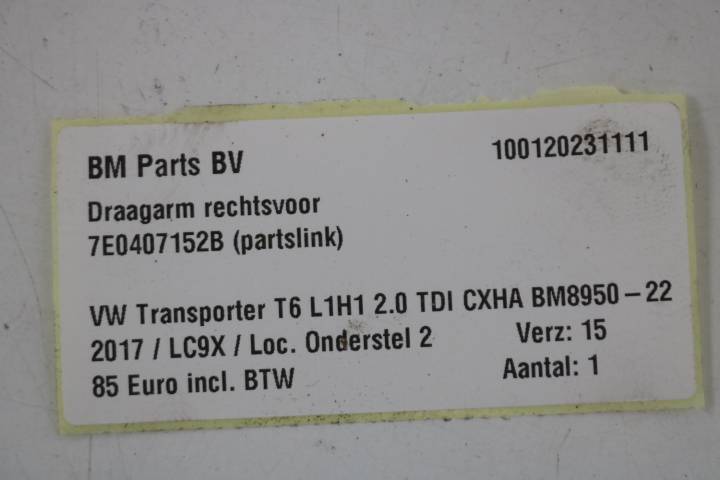 BM Parts BV 100120231111
Draagarm rechtsvoor
7E0407152B (partslink)
VW Transporter T6 L1H1 2.0 TDI CXHA BM8950-22
2017 / LC9X / Loc. Onderstel 2 Verz: 15
85 Euro incl. BTW Aantal: 1